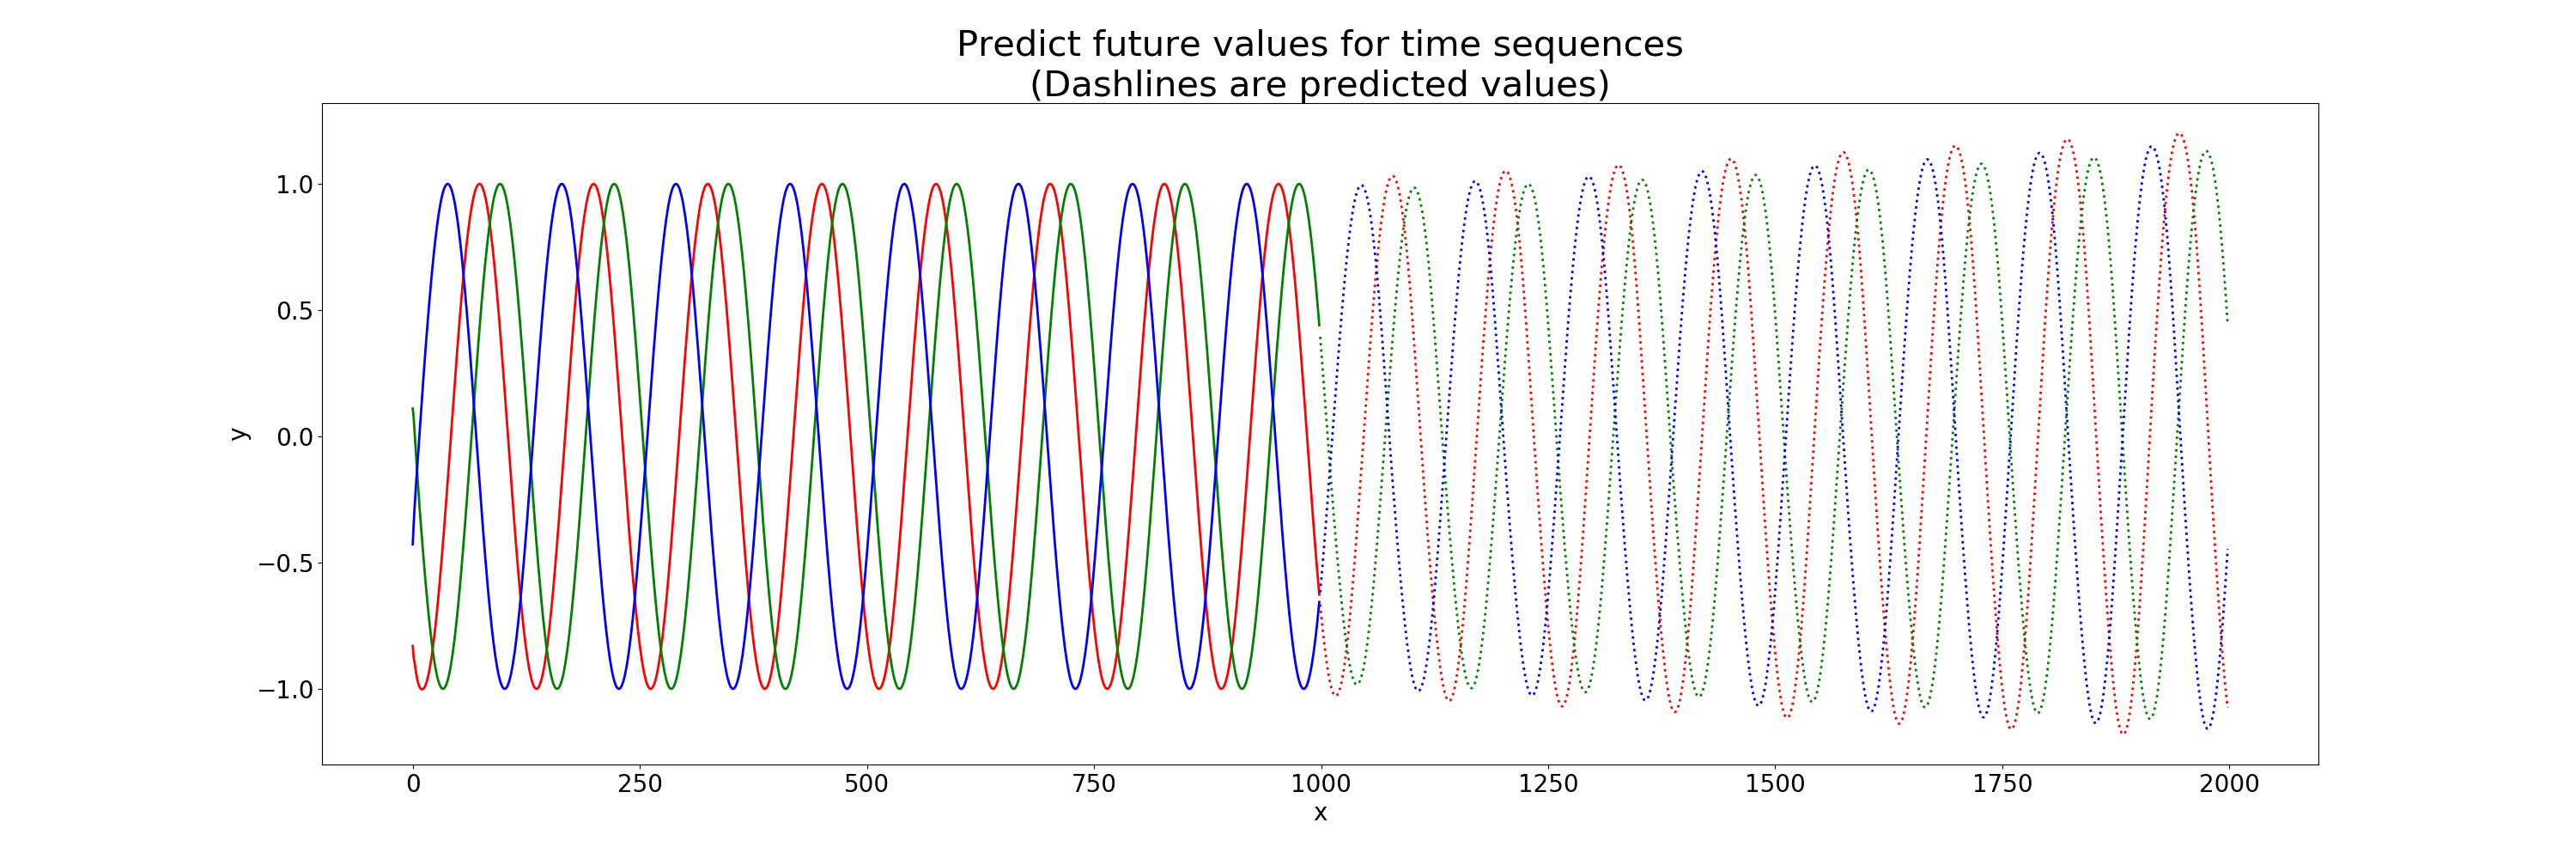 Predict future values for time sequences
(Dashlines are predicted values)
1.0
0.5
0.0
−0.5
−1.0
y
0 250 500 750 1000 1250 1500 1750 2000
x